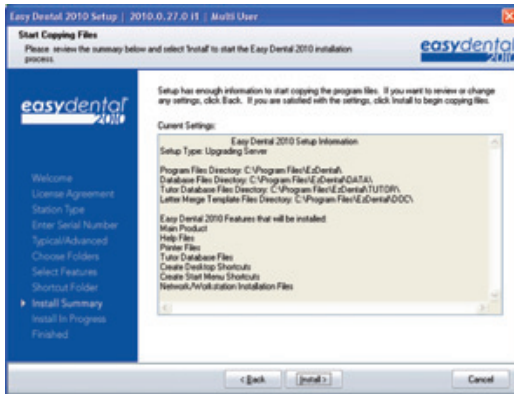 Easy Dental 2010 Setup | 2010.0.27.0 i1 | Multi User
Start Copying Files
Please review the summary below and select 'Install' to start the Easy Dental 2010 installation
process.
easydental
2010
easydental
2010
Setup has enough information to start copying the program files. If you want to review or change
any settings, click Back. If you are satisfied with the settings, click Install to begin copying files.
Current Settings:
Easy Dental 2010 Setup Information
Setup Type: Upgrading Server
Program Files Directory: C:\Program Files\EzDental\
Database Files Directory: C:\Program Files\EzDental\DATA\
Tutor Database Files Directory: C:\Program Files\EzDental\TUTOR\
Letter Merge Template Files Directory: C:\Program Files\EzDental\DOC\
Easy Dental 2010 Features that will be installed:
Main Product
Help Files
Printer Files
Tutor Database Files
Create Desktop Shortcuts
Create Start Menu Shortcuts
Network/Workstation Installation Files
Welcome
License Agreement
Station Type
Enter Serial Number
Typical/Advanced
Choose Folders
Select Features
Shortcut Folder
Install Summary
Install In Progress
Finished
< Back
Install >
Cancel